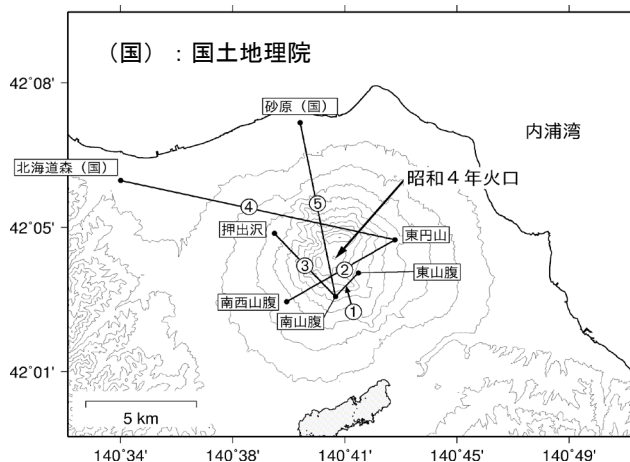 （国）：国土地理院
42˚08'
砂原（国）
内浦湾
北海道森（国）
昭和４年火口
⑤
④
42˚05'
押出沢
東円山
③
②
東山腹
南西山腹
南山腹
①
42˚01'
5 km
140˚34'
140˚38'
140˚41'
140˚45'
140˚49'